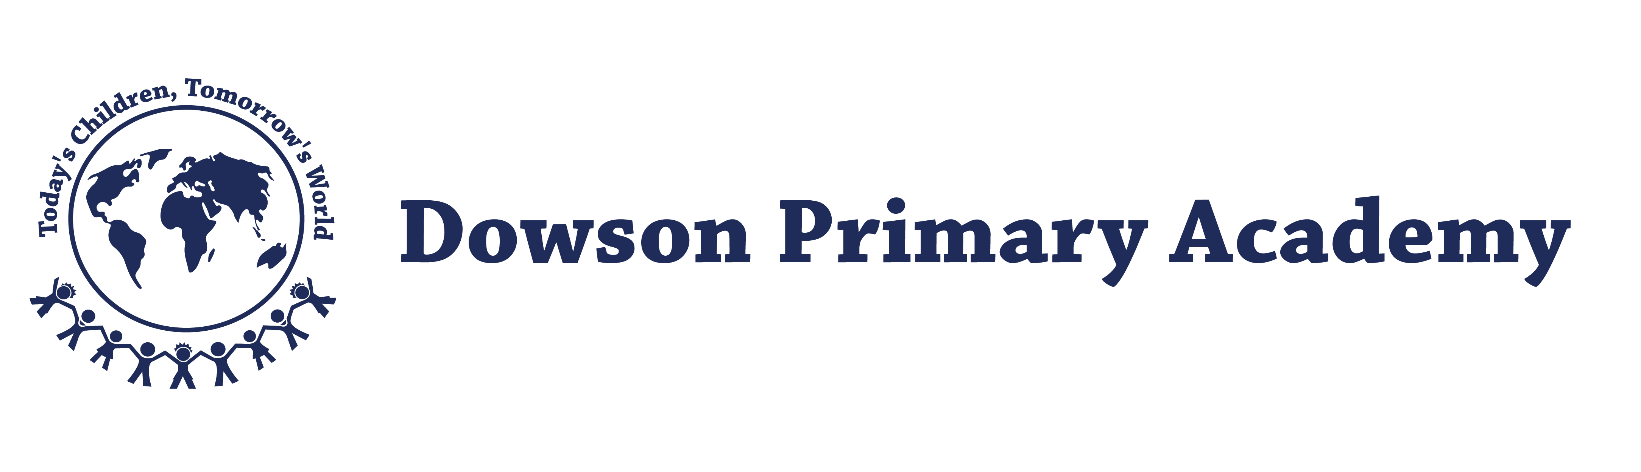 Today's Children, Tomorrow's World
Dowson Primary Academy